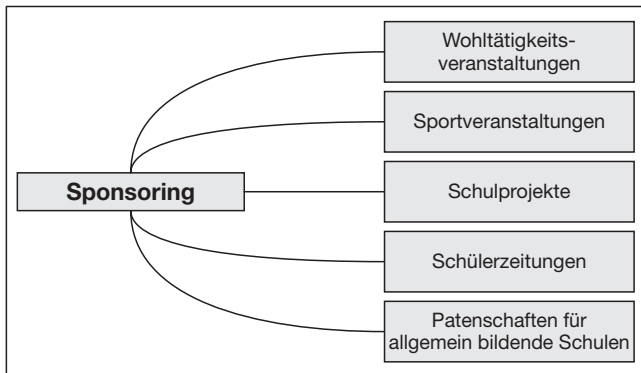 Wohltätigkeits-
veranstaltungen
Sportveranstaltungen
Sponsoring
Schulprojekte
Schülerzeitungen
Patenschaften für
allgemein bildende Schulen